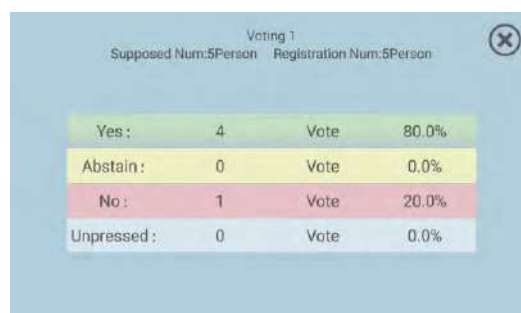 Voting 1
Supposed Num:5Person Registration Num:5Person
Yes : 4 Vote 80.0%
Abstain : 0 Vote 0.0%
No : 1 Vote 20.0%
Unpressed : 0 Vote 0.0%